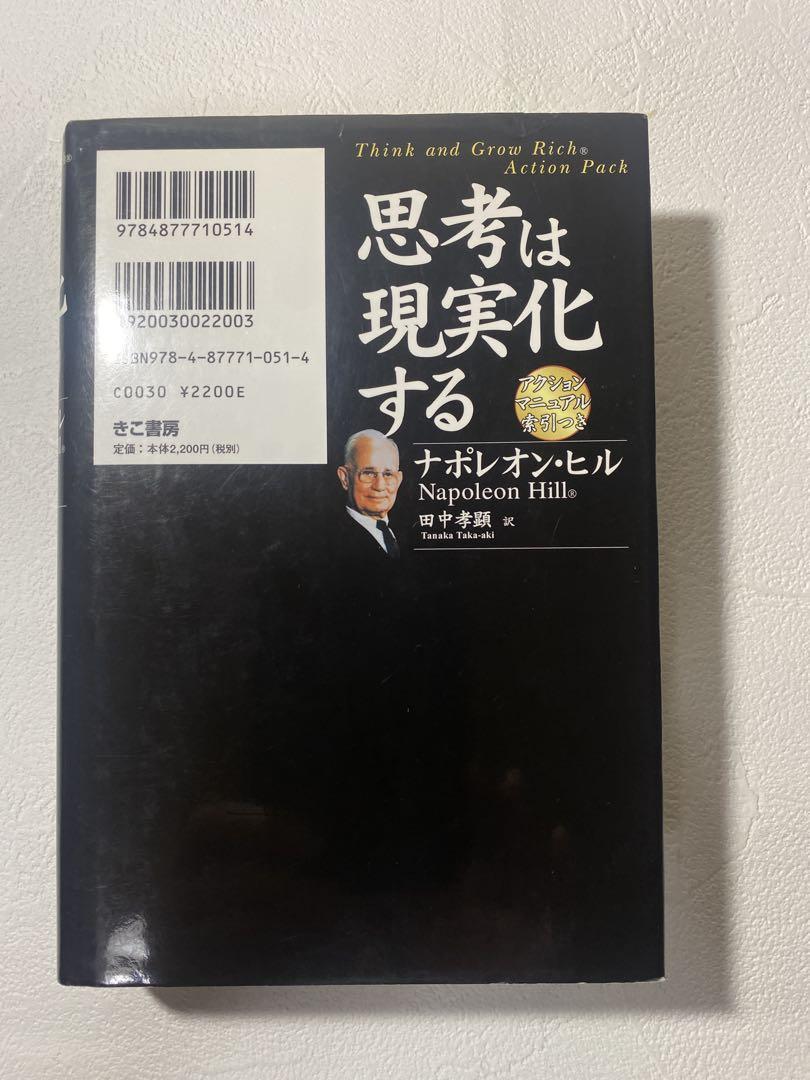 9784877710514
1920030022003
ISBN978-4-87771-051-4
C0030 ¥2200E
きこ書房
定価：本体2,200円(税別)
Think and Grow Rich®
Action Pack
思考は
現実化
する
アクション
マニュアル
索引つき
ナポレオン・ヒル
Napoleon Hill®
田中孝顕 訳
Tanaka Taka-aki